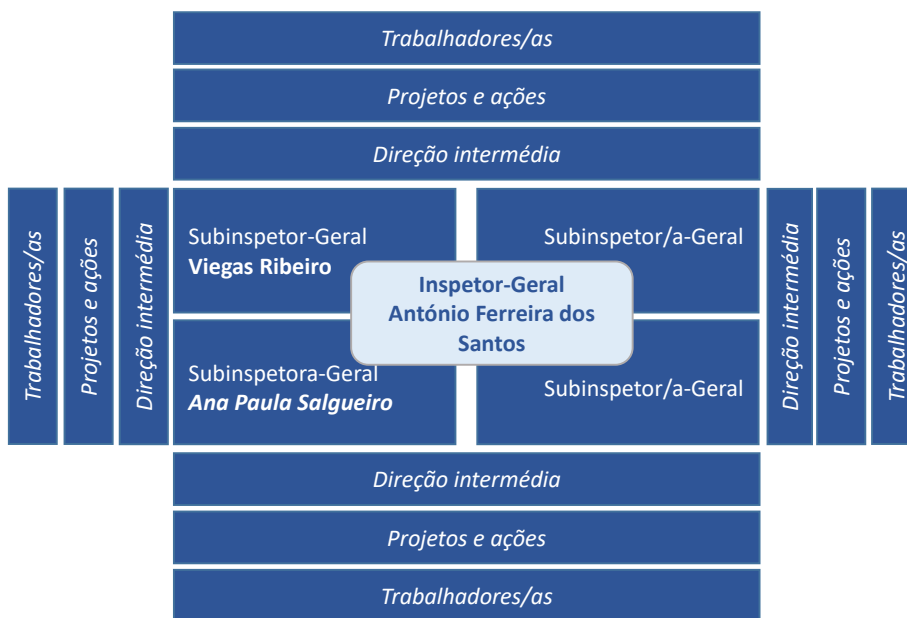 Trabalhadores/as
Projetos e ações
Direção intermédia
Trabalhadores/as
Projetos e ações
Direção intermédia
Subinspetor-Geral
Viegas Ribeiro
Subinspetor/a-Geral
Inspetor-Geral
António Ferreira dos
Santos
Subinspetora-Geral
Ana Paula Salgueiro
Subinspetor/a-Geral
Direção intermédia
Projetos e ações
Trabalhadores/as
Direção intermédia
Projetos e ações
Trabalhadores/as